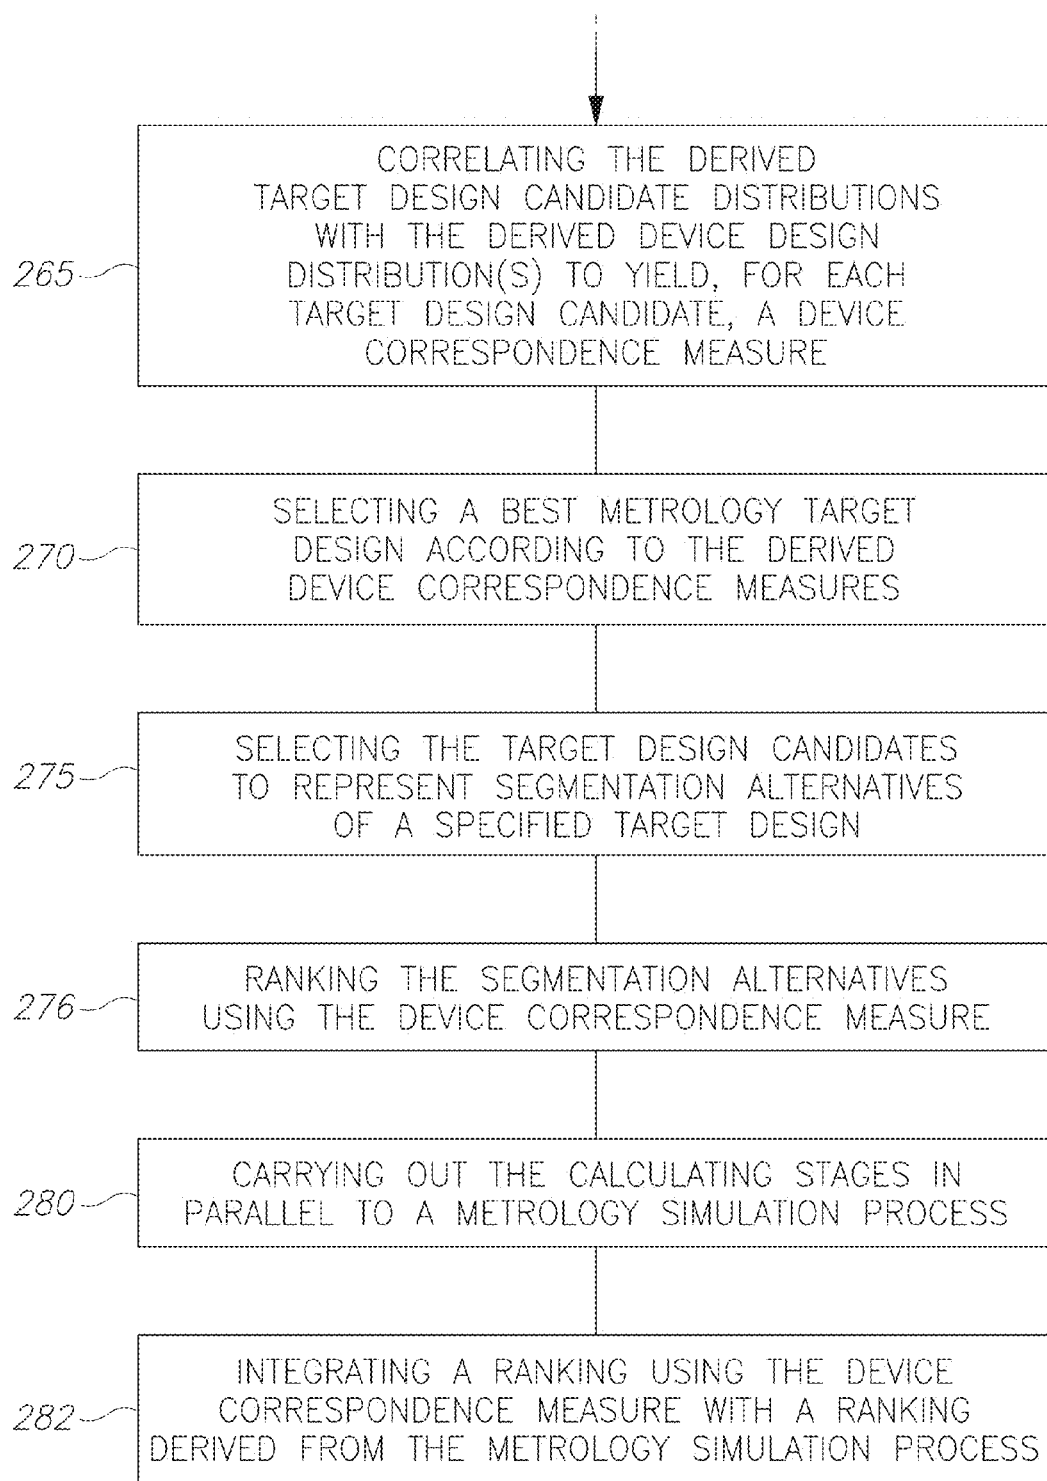 CORRELATING THE DERIVED
TARGET DESIGN CANDIDATE DISTRIBUTIONS
WITH THE DERIVED DEVICE DESIGN
DISTRIBUTION(S) TO YIELD, FOR EACH
TARGET DESIGN CANDIDATE, A DEVICE
CORRESPONDENCE MEASURE
265
SELECTING A BEST METROLOGY TARGET
DESIGN ACCORDING TO THE DERIVED
DEVICE CORRESPONDENCE MEASURES
270
SELECTING THE TARGET DESIGN CANDIDATES
TO REPRESENT SEGMENTATION ALTERNATIVES
OF A SPECIFIED TARGET DESIGN
275
RANKING THE SEGMENTATION ALTERNATIVES
USING THE DEVICE CORRESPONDENCE MEASURE
276
CARRYING OUT THE CALCULATING STAGES IN
PARALLEL TO A METROLOGY SIMULATION PROCESS
280
INTEGRATING A RANKING USING THE DEVICE
CORRESPONDENCE MEASURE WITH A RANKING
DERIVED FROM THE METROLOGY SIMULATION PROCESS
282